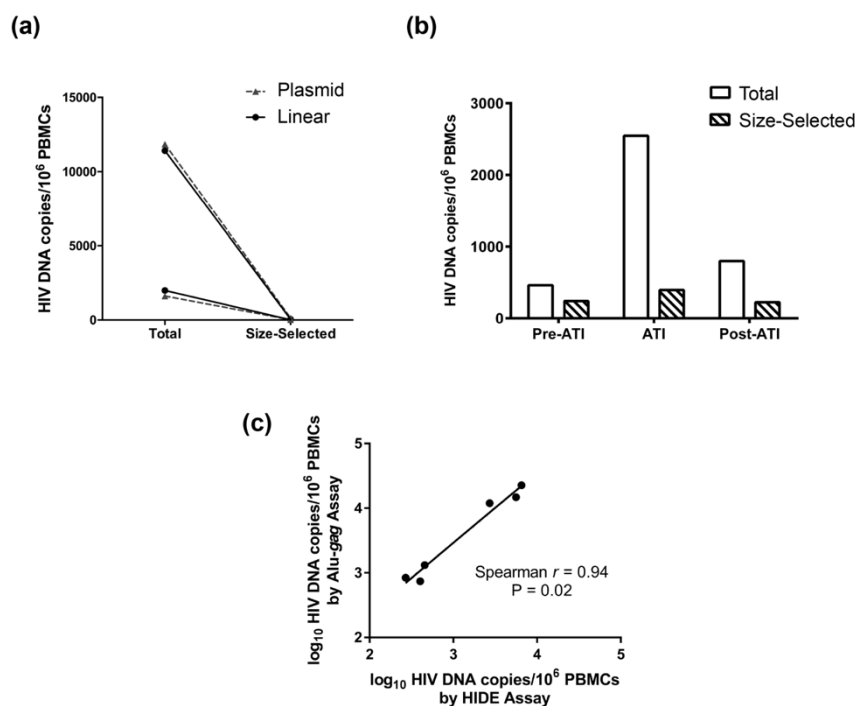 (a)
HIV DNA copies/10⁶ PBMCs
15000
10000
5000
0
Total
Size-Selected
Plasmid
Linear
(b)
HIV DNA copies/10⁶ PBMCs
3000
2000
1000
0
Pre-ATI
ATI
Post-ATI
Total
Size-Selected
(c)
log₁₀ HIV DNA copies/10⁶ PBMCs
by Alu-gag Assay
5
4
3
2
2
3
4
5
Spearman r = 0.94
P = 0.02
log₁₀ HIV DNA copies/10⁶ PBMCs
by HIDE Assay